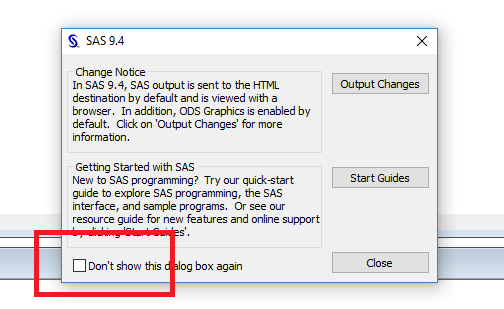 SAS 9.4
Change Notice
In SAS 9.4, SAS output is sent to the HTML
destination by default and is viewed with a
browser.  In addition, ODS Graphics is enabled by
default.  Click on 'Output Changes' for more
information.
Output Changes
Getting Started with SAS
New to SAS programming?  Try our quick-start
guide to explore SAS programming, the SAS
interface, and sample programs.  Or see our
resource guide for new features and online support
by clicking 'Start Guides'.
Start Guides
Don't show this dialog box again
Close